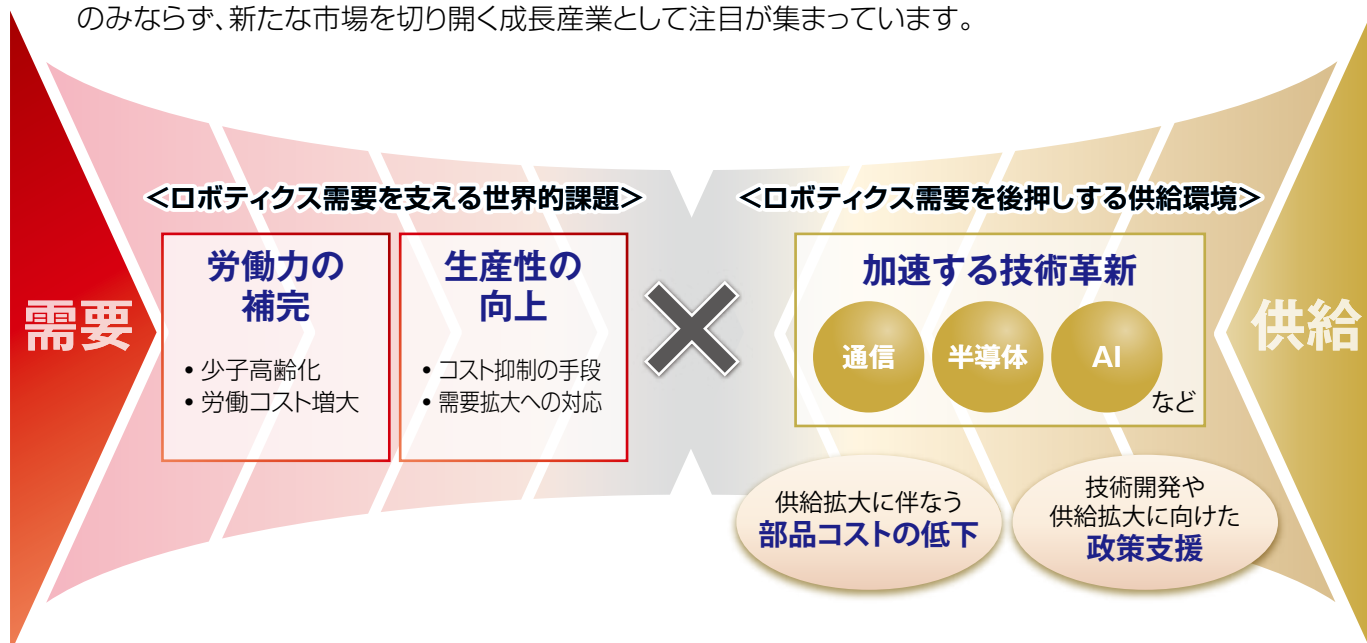 のみならず、新たな市場を切り開く成長産業として注目が集まっています。
需要
＜ロボティクス需要を支える世界的課題＞
労働力の
補完
• 少子高齢化
• 労働コスト増大
生産性の
向上
• コスト抑制の手段
• 需要拡大への対応
＜ロボティクス需要を後押しする供給環境＞
加速する技術革新
通信
半導体
AI
など
供給拡大に伴なう
部品コストの低下
技術開発や
供給拡大に向けた
政策支援
供給